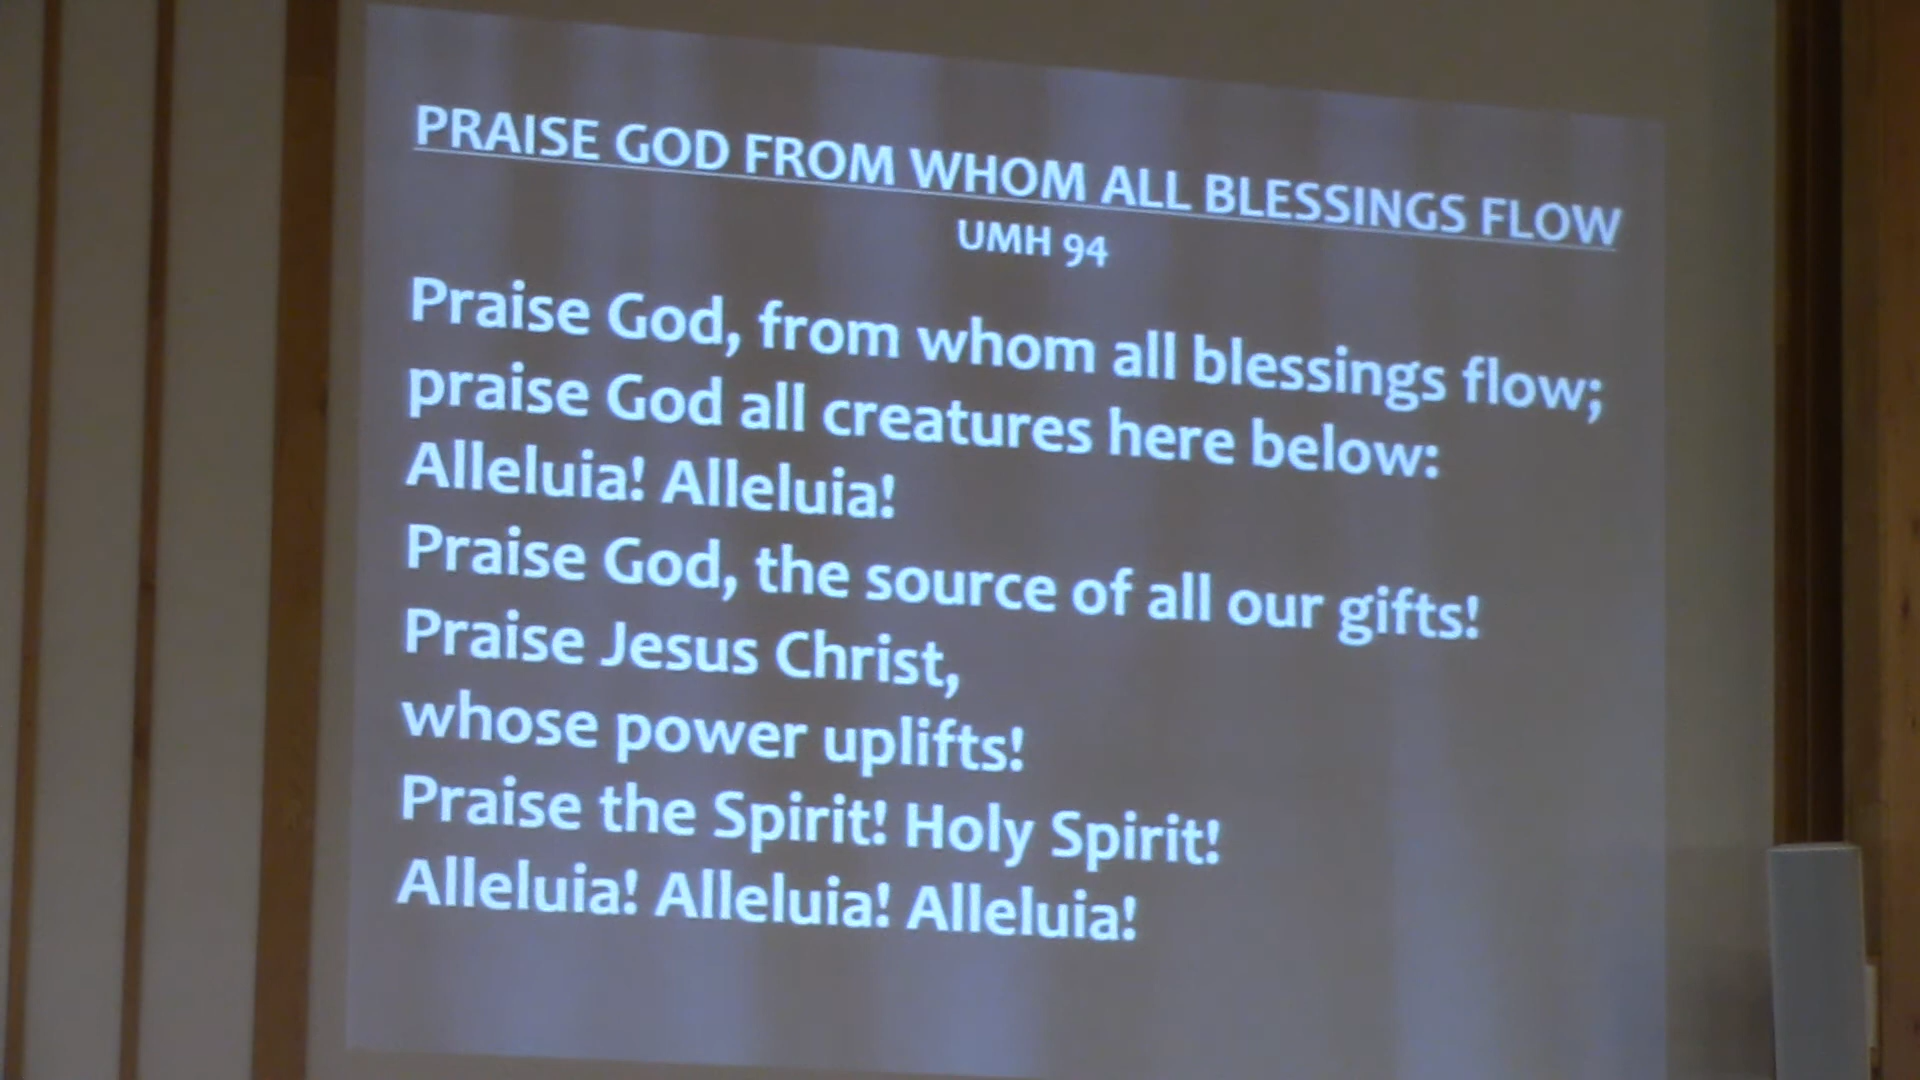 PRAISE GOD FROM WHOM ALL BLESSINGS FLOW
UMH 94
Praise God, from whom all blessings flow;
praise God all creatures here below:
Alleluia! Alleluia!
Praise God, the source of all our gifts!
Praise Jesus Christ,
whose power uplifts!
Praise the Spirit! Holy Spirit!
Alleluia! Alleluia! Alleluia!